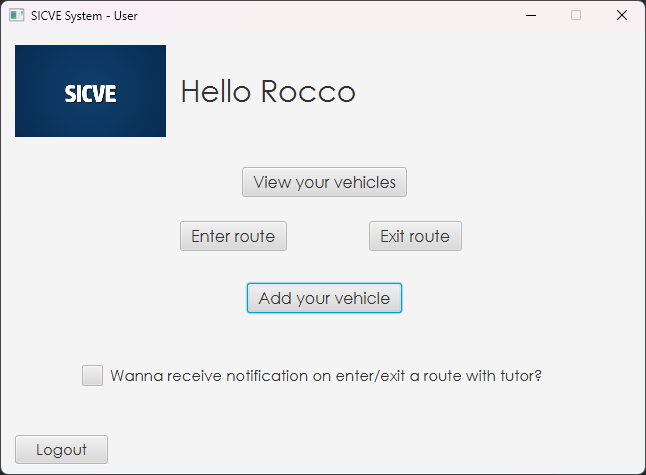 SICVE System - User
SICVE
Hello Rocco
View your vehicles
Enter route
Exit route
Add your vehicle
Wanna receive notification on enter/exit a route with tutor?
Logout